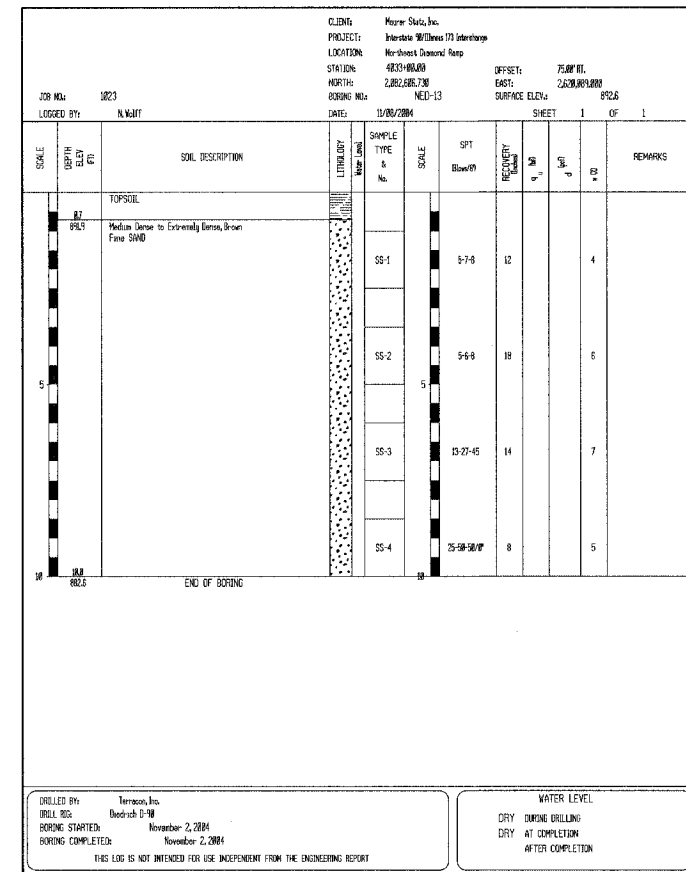 CLIENT: Maurer Stutz, Inc.
PROJECT: Interstate 90/Illinois 173 Interchange
LOCATION: Northeast Diamond Ramp
STATION: 4033+00.00 OFFSET: 75.00' RT.
NORTH: 2,082,606.730 EAST: 2,620,089.080
JOB NO.: 1023 BORING NO.: NED-13 SURFACE ELEV.: 892.6
LOGGED BY: N. Wolff DATE: 11/08/2004 SHEET 1 OF 1
SCALE DEPTH ELEV (FT) SOIL DESCRIPTION LITHOLOGY Water Level SAMPLE TYPE & No. SCALE SPT Blows/6" RECOVERY (Inches) q u (tsf) d (pcf) w (%) REMARKS
TOPSOIL
0.7
891.9 Medium Dense to Extremely Dense, Brown
Fine SAND
SS-1 5-7-8 12 4
SS-2 5-6-8 18 6
5 5
SS-3 13-27-45 14 7
SS-4 25-50-50/0" 8 5
10 10.0 10
882.6 END OF BORING
DRILLED BY: Terracon, Inc.
DRILL RIG: Diedrich D-90
BORING STARTED: November 2, 2004
BORING COMPLETED: November 2, 2004
THIS LOG IS NOT INTENDED FOR USE INDEPENDENT FROM THE ENGINEERING REPORT
WATER LEVEL
DRY DURING DRILLING
DRY AT COMPLETION
AFTER COMPLETION